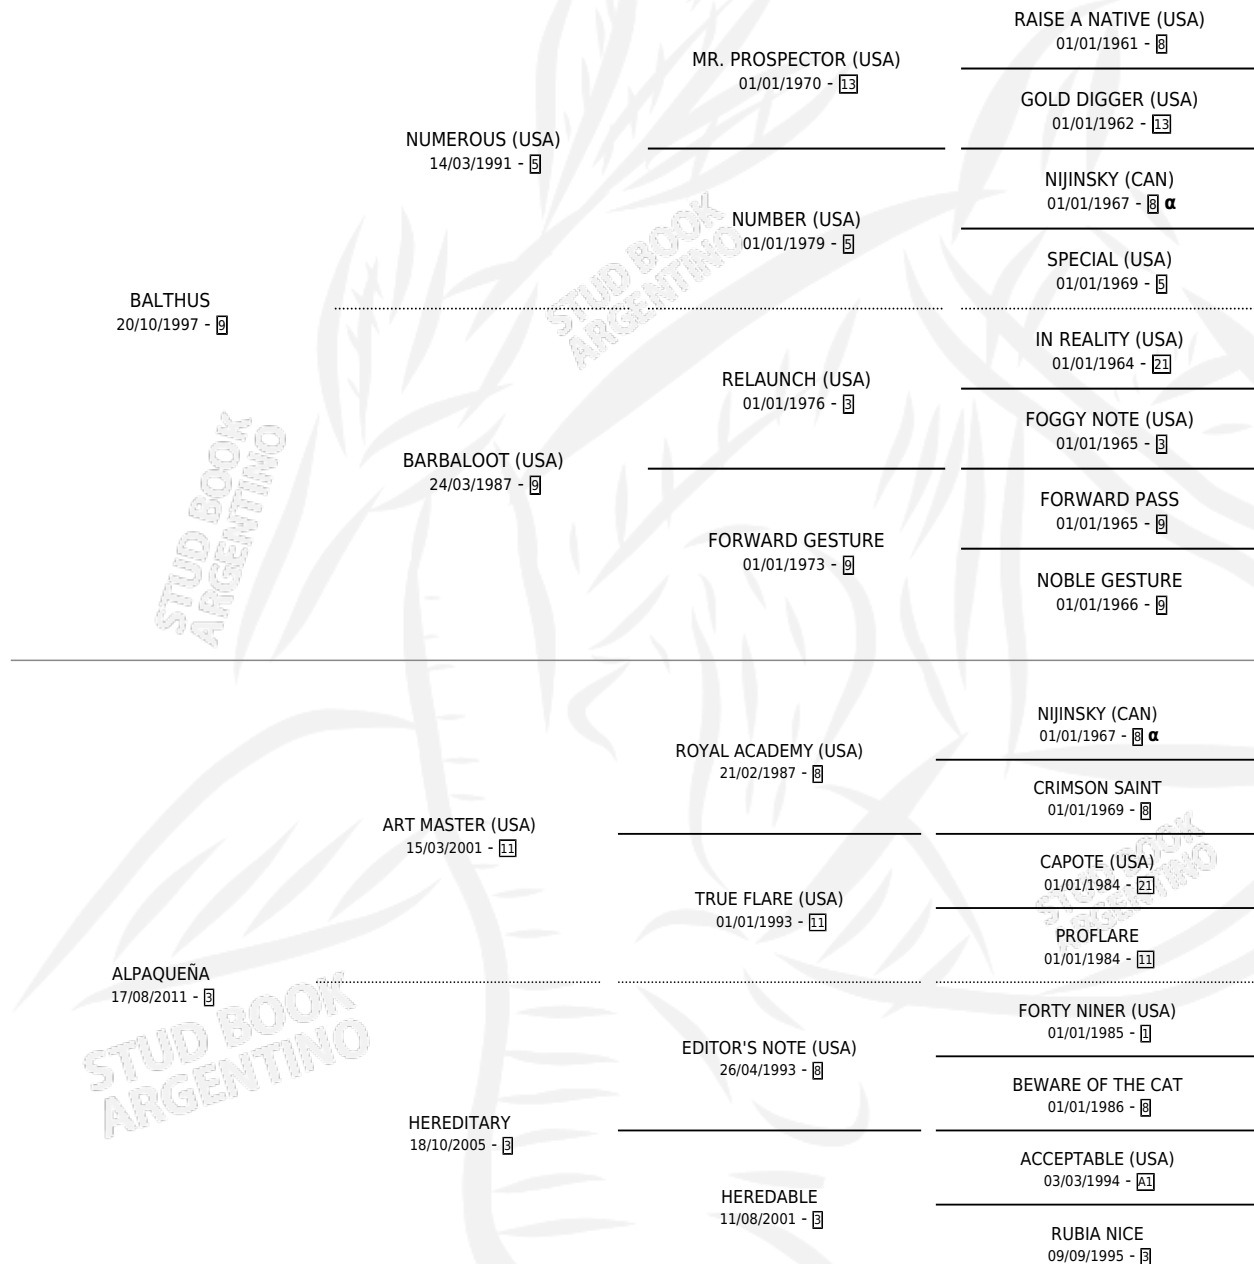 RAISE A NATIVE (USA)
01/01/1961 - 8
MR. PROSPECTOR (USA)
01/01/1970 - 13
GOLD DIGGER (USA)
01/01/1962 - 13
NUMEROUS (USA)
14/03/1991 - 5
NIJINSKY (CAN)
01/01/1967 - 8 α
NUMBER (USA)
01/01/1979 - 5
SPECIAL (USA)
01/01/1969 - 5
BALTHUS
20/10/1997 - 9
IN REALITY (USA)
01/01/1964 - 21
RELAUNCH (USA)
01/01/1976 - 3
FOGGY NOTE (USA)
01/01/1965 - 3
BARBALOOT (USA)
24/03/1987 - 9
FORWARD PASS
01/01/1965 - 9
FORWARD GESTURE
01/01/1973 - 9
NOBLE GESTURE
01/01/1966 - 9
NIJINSKY (CAN)
01/01/1967 - 8 α
ROYAL ACADEMY (USA)
21/02/1987 - 8
CRIMSON SAINT
01/01/1969 - 8
ART MASTER (USA)
15/03/2001 - 11
CAPOTE (USA)
01/01/1984 - 21
TRUE FLARE (USA)
01/01/1993 - 11
PROFLARE
01/01/1984 - 11
ALPAQUEÑA
17/08/2011 - 3
FORTY NINER (USA)
01/01/1985 - 1
EDITOR'S NOTE (USA)
26/04/1993 - 8
BEWARE OF THE CAT
01/01/1986 - 8
HEREDITARY
18/10/2005 - 3
ACCEPTABLE (USA)
03/03/1994 - A1
HEREDABLE
11/08/2001 - 3
RUBIA NICE
09/09/1995 - 3
STUD BOOK
ARGENTINO
STUD BOOK
ARGENTINO
STUD BOOK
ARGENTINO
STUD BOOK
ARGENTINO